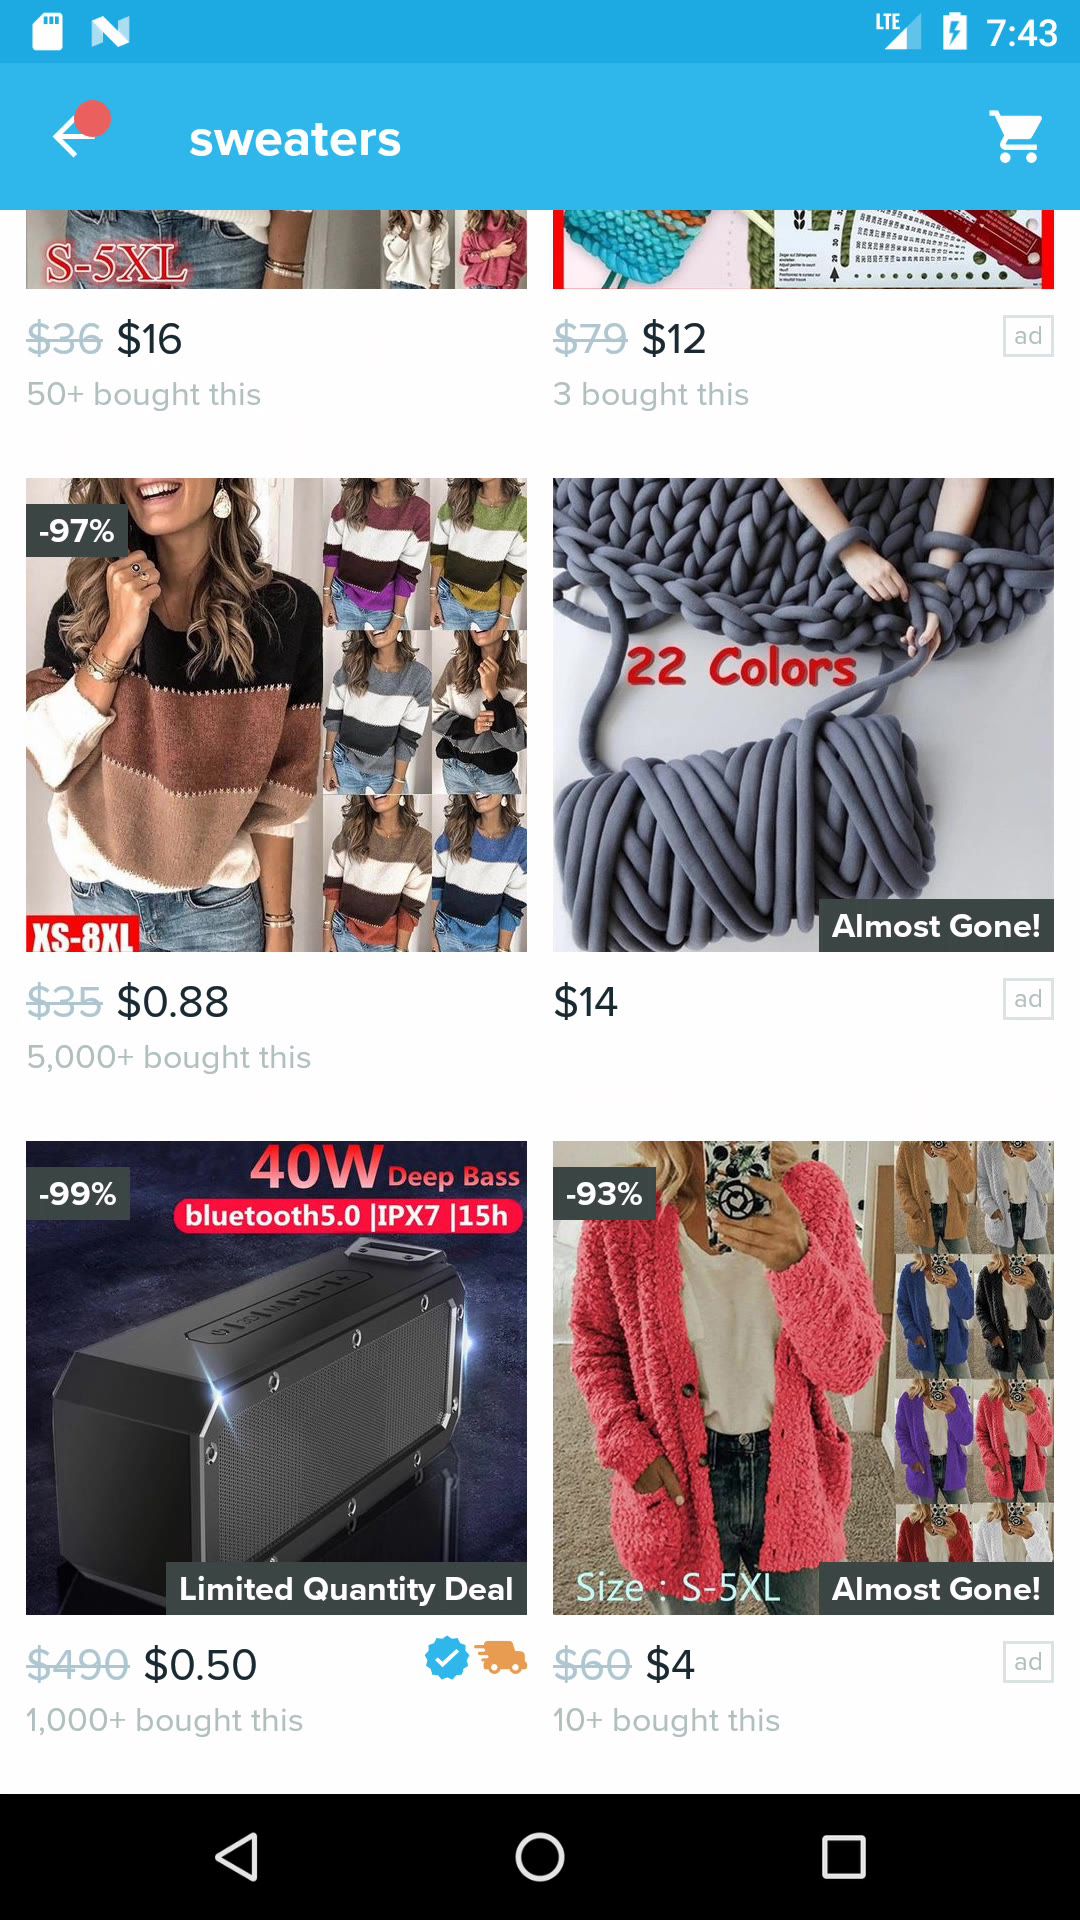 LTE 7:43
sweaters
S-5XL
$36 $16
50+ bought this
$79 $12
ad
3 bought this
-97%
XS-8XL
$35 $0.88
5,000+ bought this
22 Colors
Almost Gone!
$14
ad
-99%
40W Deep Bass
bluetooth5.0 |IPX7 |15h
Limited Quantity Deal
$490 $0.50
1,000+ bought this
-93%
Size : S-5XL
Almost Gone!
$60 $4
ad
10+ bought this